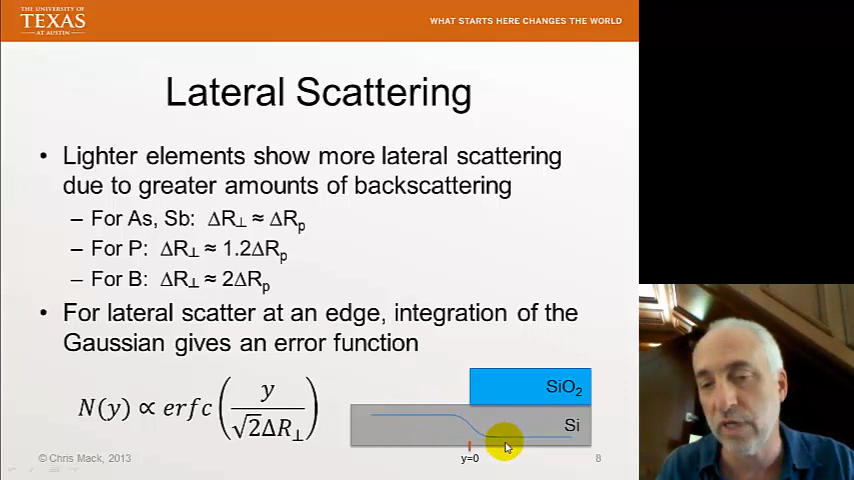 THE UNIVERSITY OF
TEXAS
AT AUSTIN
WHAT STARTS HERE CHANGES THE WORLD
Lateral Scattering
• Lighter elements show more lateral scattering
due to greater amounts of backscattering
– For As, Sb: ΔR⊥ ≈ ΔRp
– For P: ΔR⊥ ≈ 1.2ΔRp
– For B: ΔR⊥ ≈ 2ΔRp
• For lateral scatter at an edge, integration of the
Gaussian gives an error function
N(y) ∝ erfc(y/(√2ΔR⊥))
SiO₂
Si
y=0
© Chris Mack, 2013
8